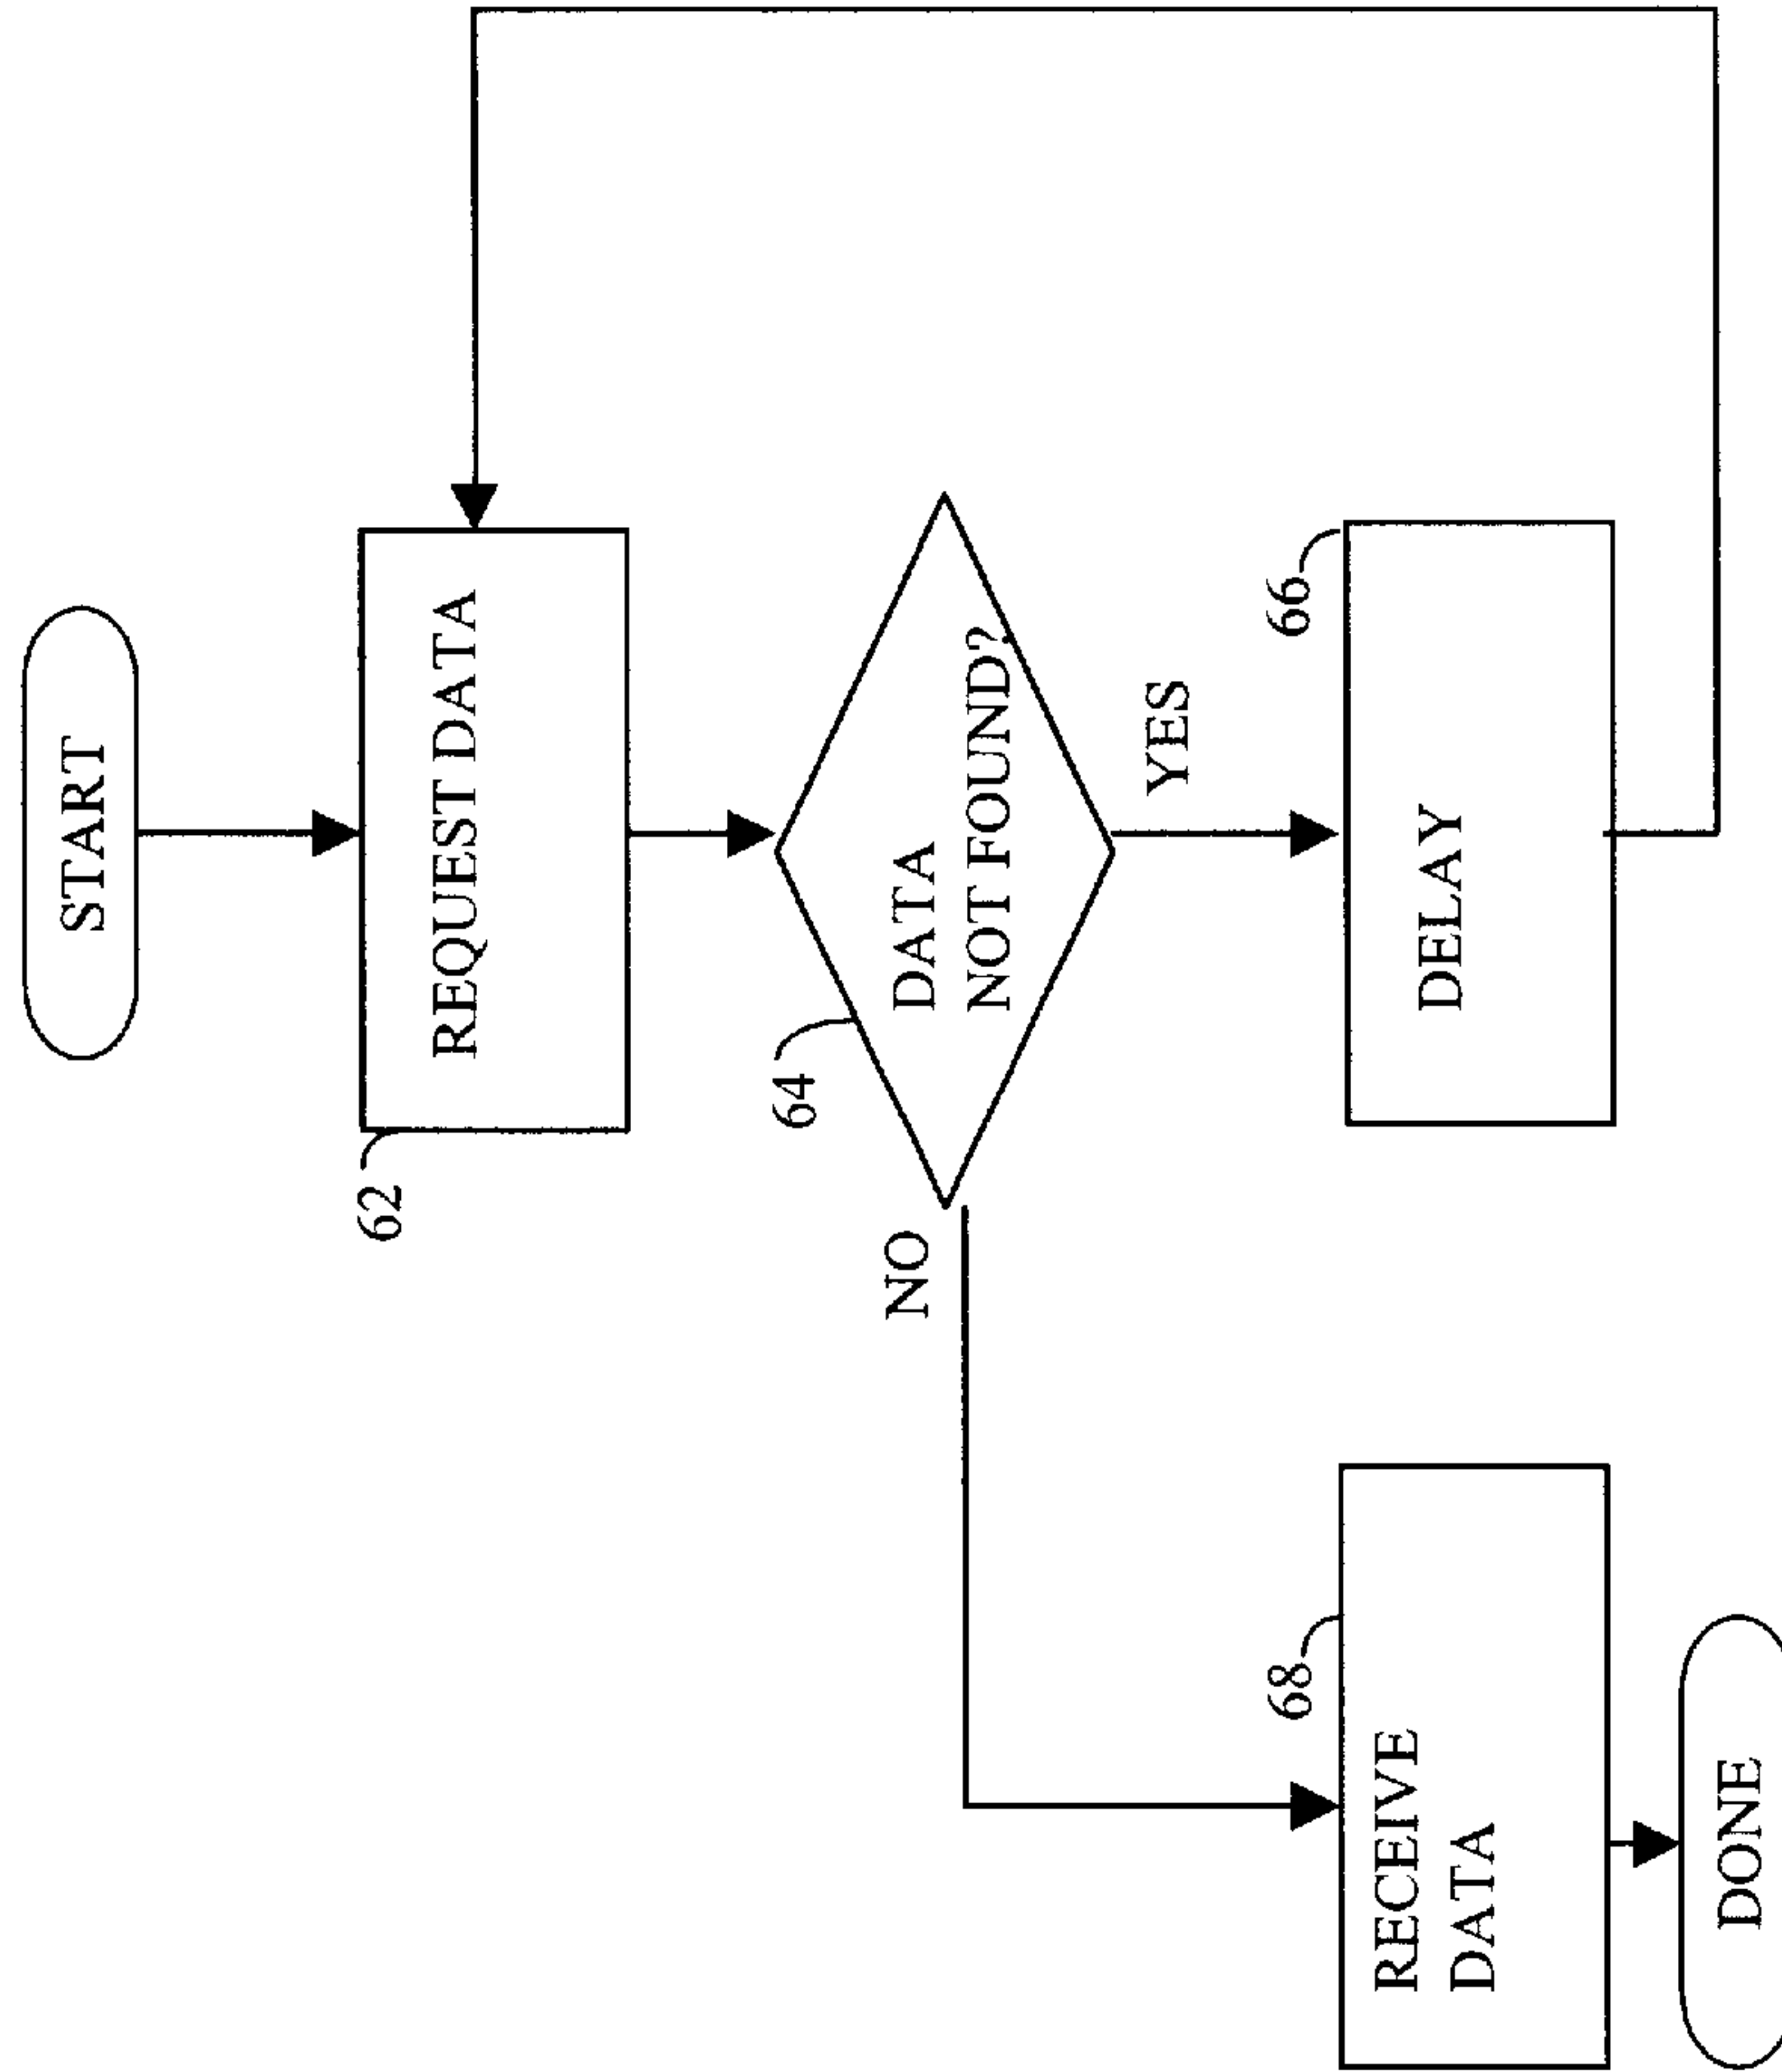 START
REQUEST DATA
62
64
DATA
NOT FOUND?
NO
YES
66
DELAY
68
RECEIVE
DATA
DONE